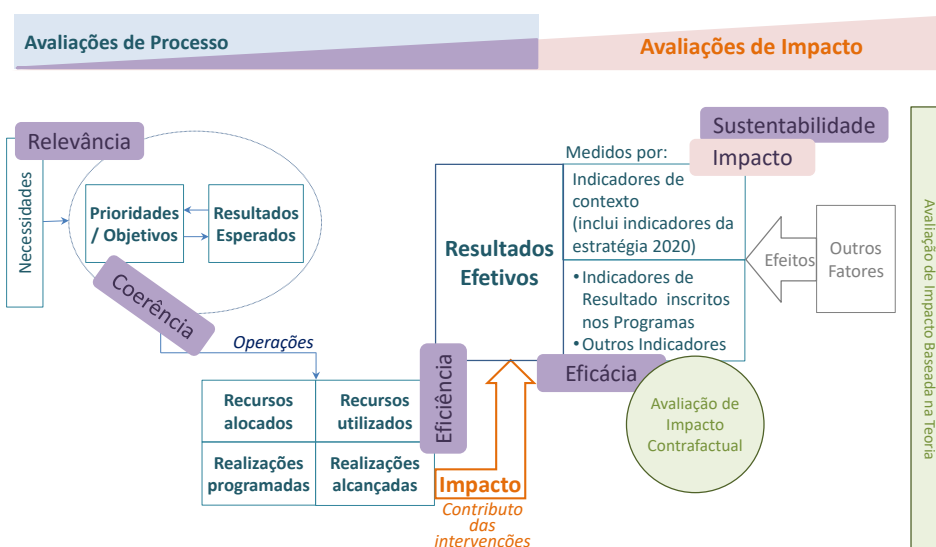 Avaliações de Processo
Avaliações de Impacto
Relevância
Necessidades
Prioridades
/ Objetivos
Resultados
Esperados
Coerência
Operações
Recursos
alocados
Recursos
utilizados
Realizações
programadas
Realizações
alcançadas
Eficiência
Impacto
Contributo
das
intervenções
Resultados
Efetivos
Medidos por:
Sustentabilidade
Impacto
Indicadores de
contexto
(inclui indicadores da
estratégia 2020)
•Indicadores de
Resultado inscritos
nos Programas
•Outros Indicadores
Eficácia
Avaliação de
Impacto
Contrafactual
Efeitos
Outros
Fatores
Avaliação de Impacto Baseada na Teoria